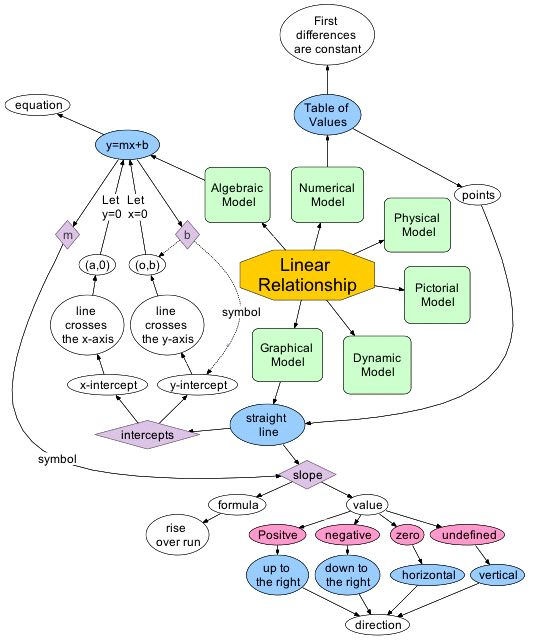 First
differences
are constant
equation
Table of
Values
y=mx+b
Algebraic
Model
Numerical
Model
points
Let
y=0
Let
x=0
Physical
Model
m
b
(a,0)
(o,b)
Linear
Relationship
Pictorial
Model
line
crosses
the x-axis
line
crosses
the y-axis
symbol
Graphical
Model
Dynamic
Model
x-intercept
y-intercept
straight
line
intercepts
symbol
slope
formula
value
rise
over run
Positve
negative
zero
undefined
up to
the right
down to
the right
horizontal
vertical
direction